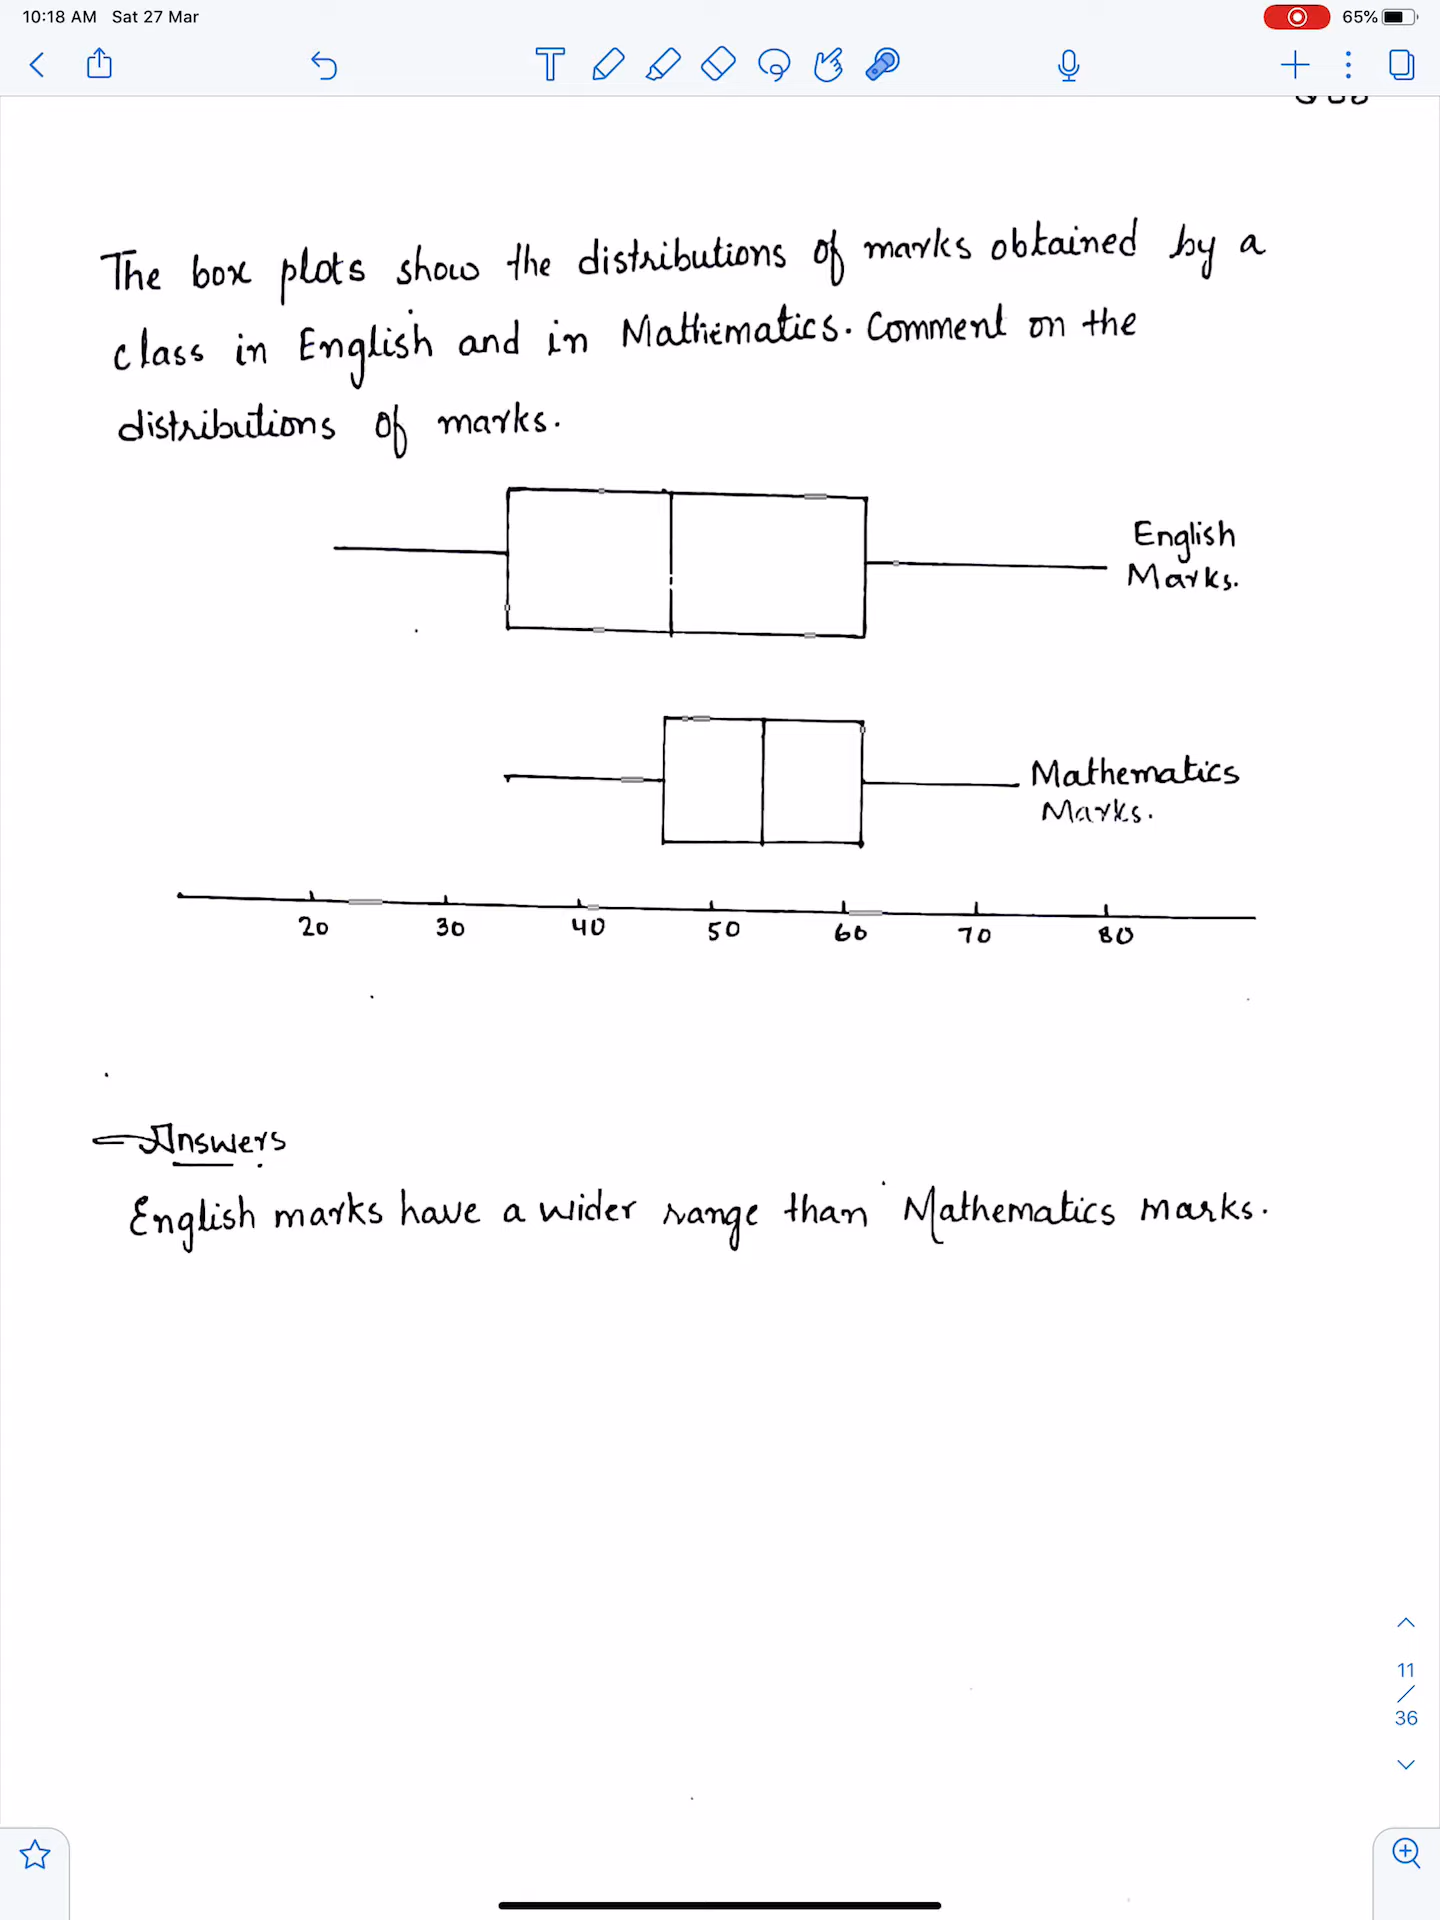 10:18 AM Sat 27 Mar
65%
The box plots show the distributions of marks obtained by a
class in English and in Mathematics. Comment on the
distributions of marks.
English
Marks.
Mathematics
Marks.
20 30 40 50 60 70 80
Answers
English marks have a wider range than Mathematics marks.
11
/
36